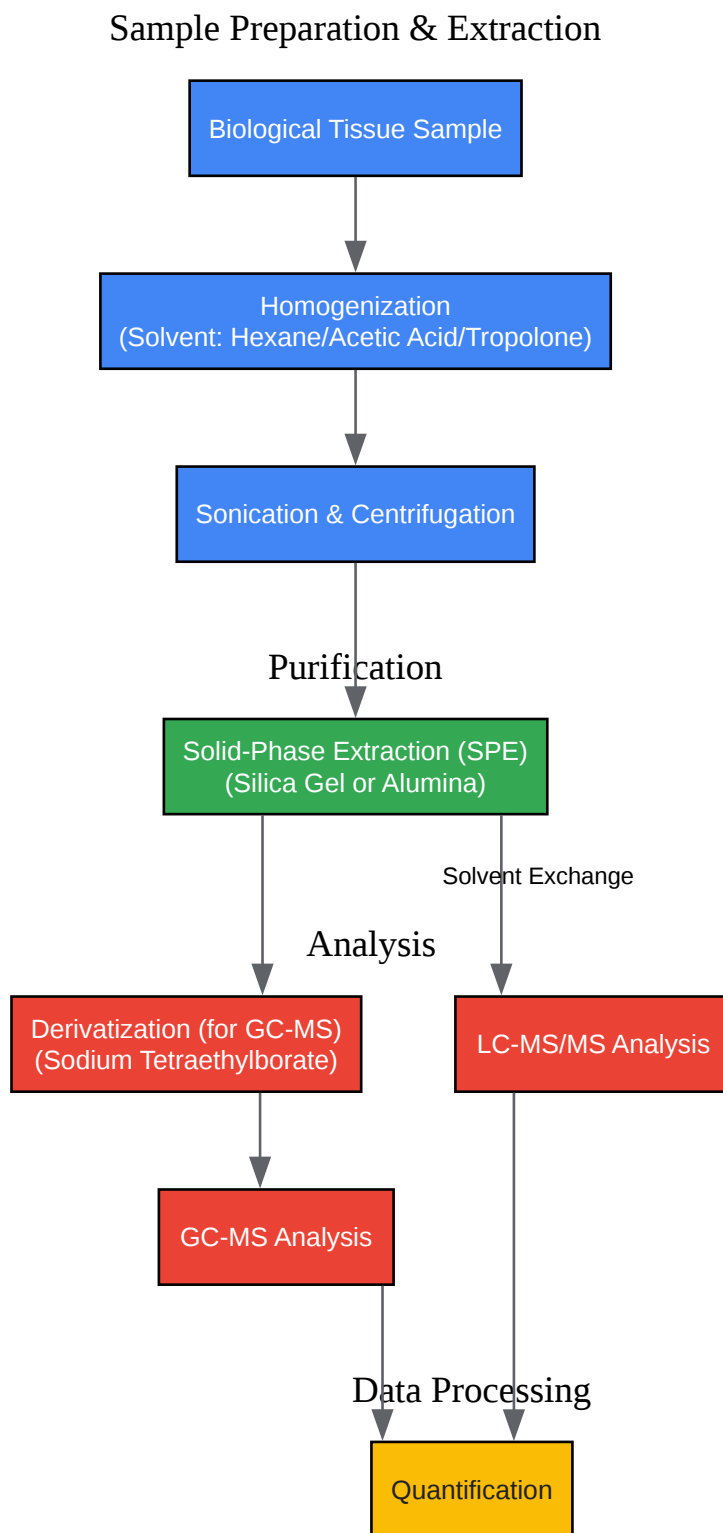 Sample Preparation & Extraction
Biological Tissue Sample
Homogenization
(Solvent: Hexane/Acetic Acid/Tropolone)
Sonication & Centrifugation
Purification
Solid-Phase Extraction (SPE)
(Silica Gel or Alumina)
Solvent Exchange
Analysis
Derivatization (for GC-MS)
(Sodium Tetraethylborate)
LC-MS/MS Analysis
GC-MS Analysis
Data Processing
Quantification